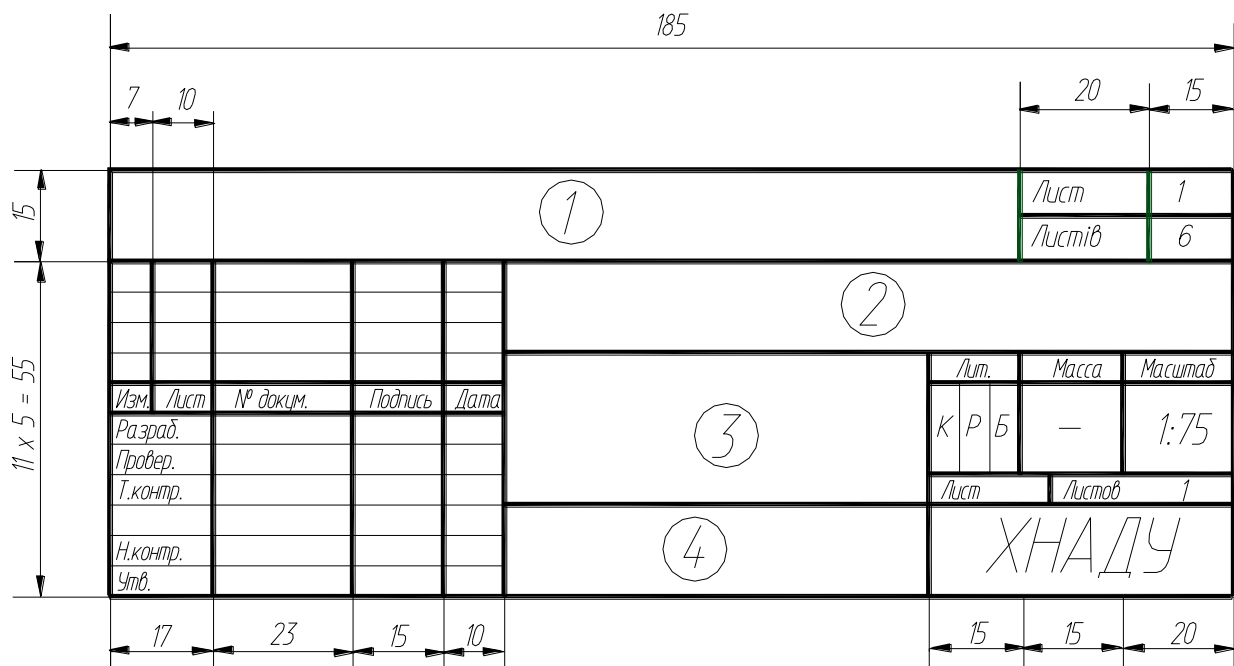 185
7 10 20 15
15
1 Лист 1
Листів 6
11 x 5 = 55
2
Лит. Масса Масштаб
Изм. Лист № докум. Подпись Дата
3
К Р Б — 1:75
Разраб.
Провер.
Т.контр.
Лист Листов 1
4 ХНАДУ
Н.контр.
Утв.
17 23 15 10 15 15 20